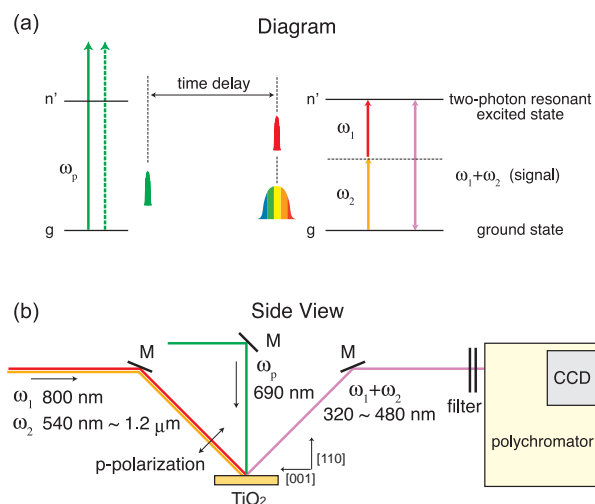 (a)
Diagram
time delay
n'
n'
two-photon resonant
excited state
ω₁
ωₚ
ω₁+ω₂ (signal)
ω₂
g
g
ground state
(b)
Side View
M
M
M
ωₚ
690 nm
ω₁ 800 nm
ω₂ 540 nm ~ 1.2 μm
ω₁+ω₂
320 ~ 480 nm
filter
CCD
polychromator
p-polarization
[110]
[001]
TiO₂